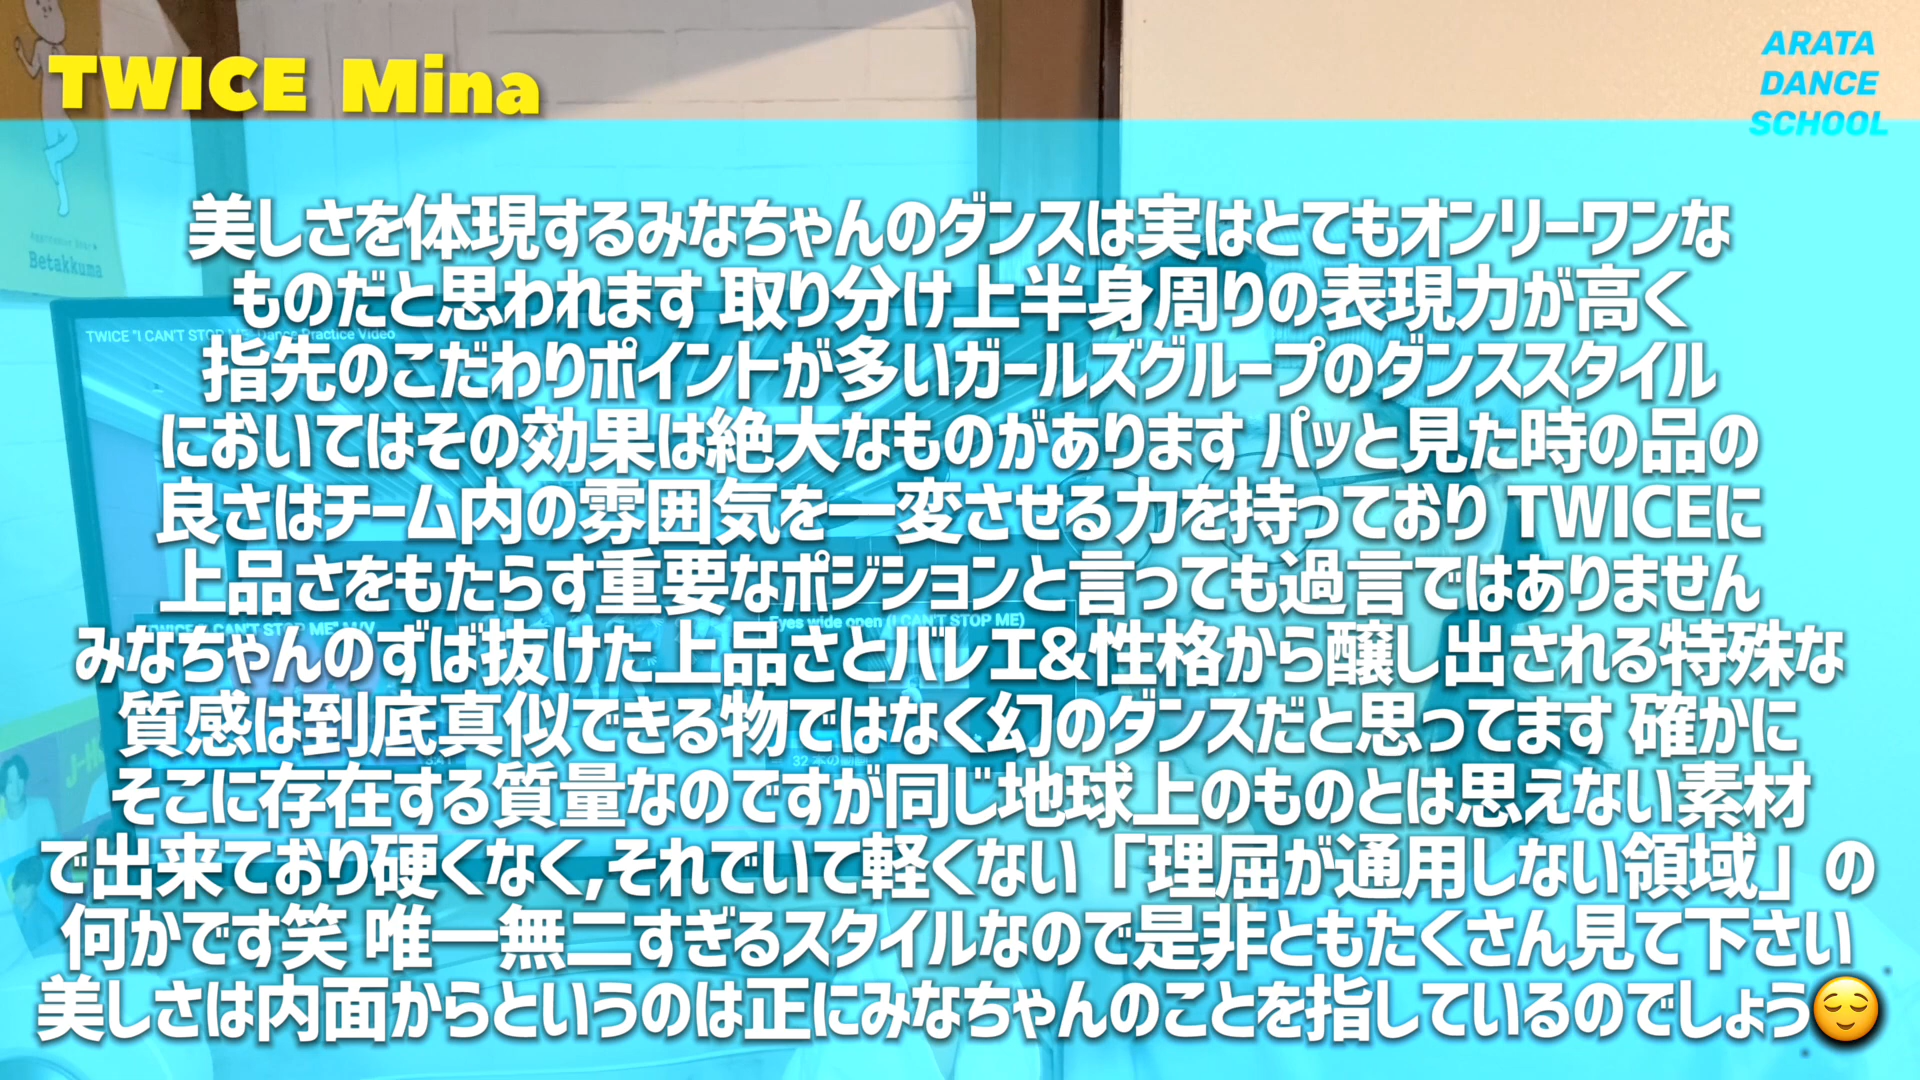 TWICE Mina
ARATA
DANCE
SCHOOL
Betakkuma
美しさを体現するみなちゃんのダンスは実はとてもオンリーワンな
ものだと思われます 取り分け上半身周りの表現力が高く
TWICE "I CAN'T STOP ME" Dance Practice Video
指先のこだわりポイントが多いガールズグループのダンススタイル
においてはその効果は絶大なものがあります パッと見た時の品の
良さはチーム内の雰囲気を一変させる力を持っており TWICEに
上品さをもたらす重要なポジションと言っても過言ではありません
TWICE "I CAN'T STOP ME" M/V
Eyes wide open (I CAN'T STOP ME)
みなちゃんのずば抜けた上品さとバレエ&性格から醸し出される特殊な
質感は到底真似できる物ではなく幻のダンスだと思ってます 確かに
そこに存在する質量なのですが同じ地球上のものとは思えない素材
で出来ており硬くなく,それでいて軽くない「理屈が通用しない領域」の
何かです笑 唯一無二すぎるスタイルなので是非ともたくさん見て下さい
美しさは内面からというのは正にみなちゃんのことを指しているのでしょう😌